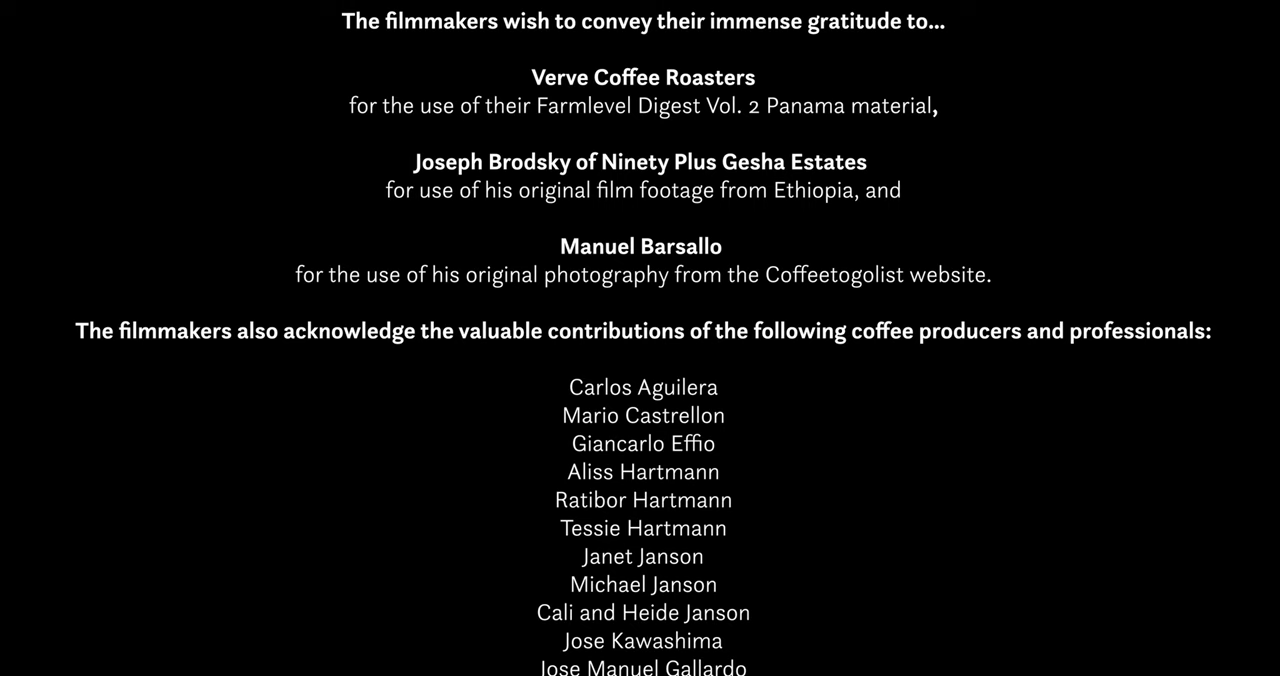 The filmmakers wish to convey their immense gratitude to...
Verve Coffee Roasters
for the use of their Farmlevel Digest Vol. 2 Panama material,
Joseph Brodsky of Ninety Plus Gesha Estates
for use of his original film footage from Ethiopia, and
Manuel Barsallo
for the use of his original photography from the Coffeetogolist website.
The filmmakers also acknowledge the valuable contributions of the following coffee producers and professionals:
Carlos Aguilera
Mario Castrellon
Giancarlo Effio
Aliss Hartmann
Ratibor Hartmann
Tessie Hartmann
Janet Janson
Michael Janson
Cali and Heide Janson
Jose Kawashima
Jose Manuel Gallardo